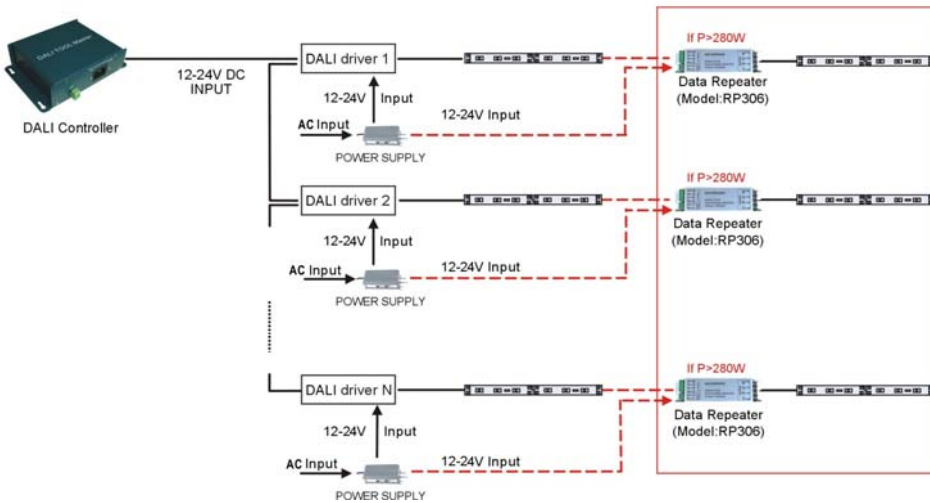 DALI TOOL Master
DALI Controller
12-24V DC
INPUT
DALI driver 1
12-24V Input
AC Input
POWER SUPPLY
12-24V Input
If P>280W
Data Repeater
(Model:RP306)
DALI driver 2
12-24V Input
AC Input
POWER SUPPLY
12-24V Input
If P>280W
Data Repeater
(Model:RP306)
DALI driver N
12-24V Input
AC Input
POWER SUPPLY
12-24V Input
If P>280W
Data Repeater
(Model:RP306)